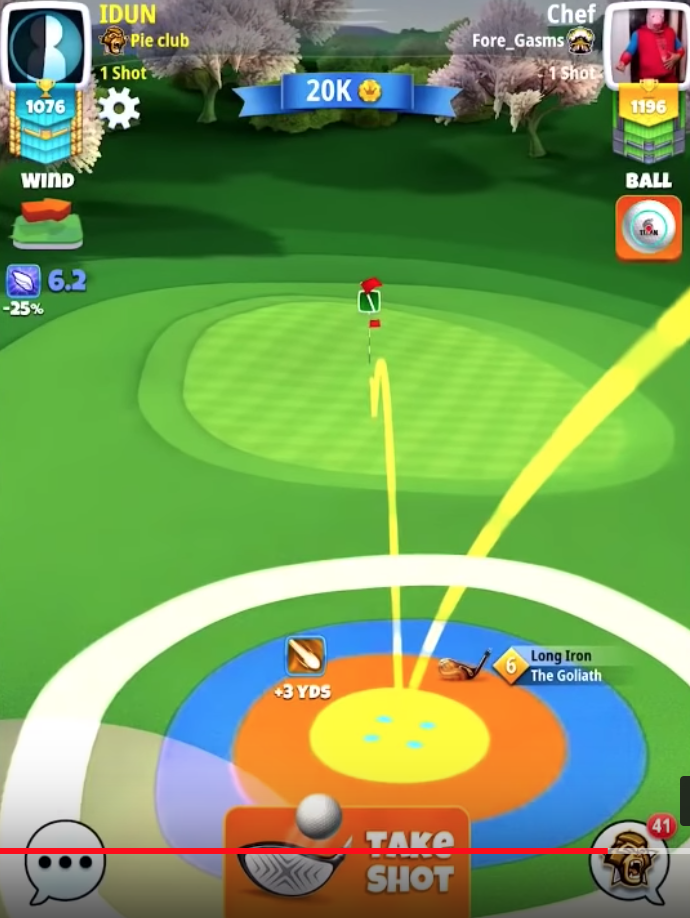 IDUN
Pie club
1 Shot
1076
20K
Chef
Fore_Gasms
1 Shot
1196
WIND
6.2
-25%
BALL
+3 YDS
6
Long Iron
The Goliath
TAKE
SHOT
41